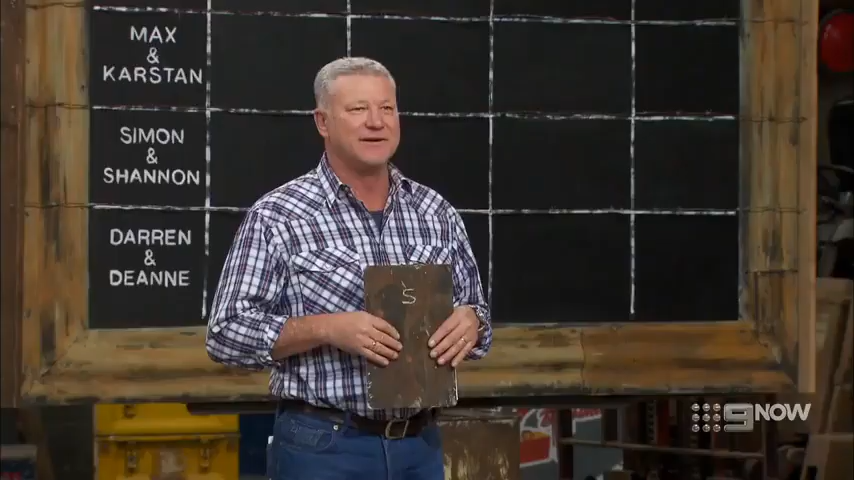 MAX
&
KARSTAN
SIMON
&
SHANNON
DARREN
&
DEANNE
S
9NOW